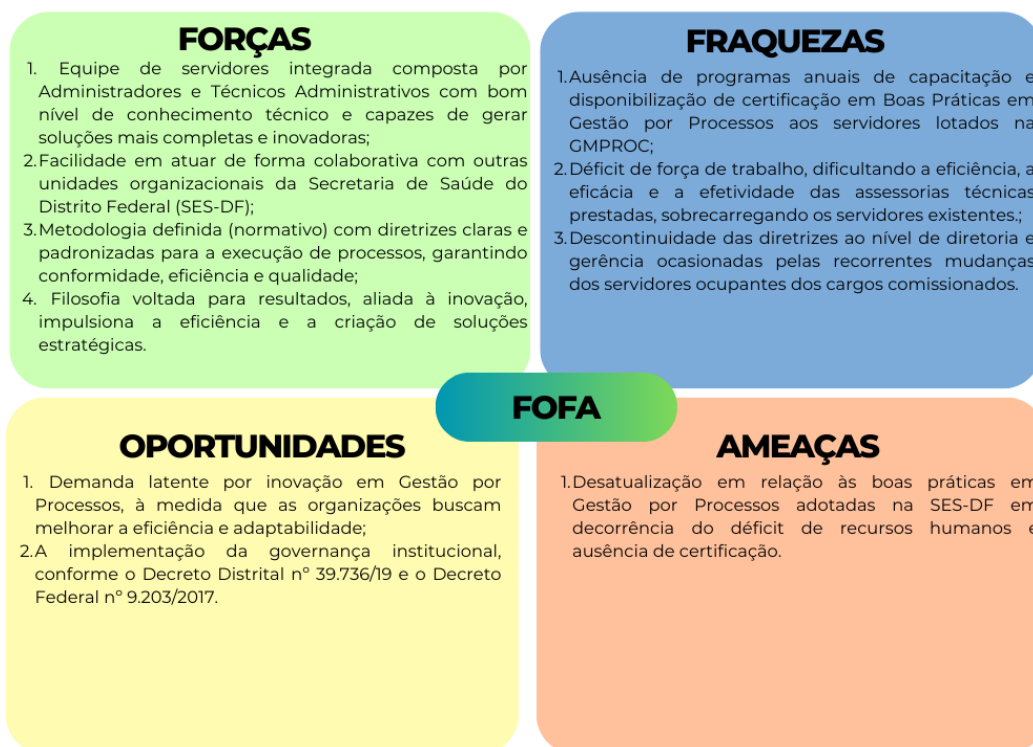 FORÇAS
1. Equipe de servidores integrada composta por
Administradores e Técnicos Administrativos com bom
nível de conhecimento técnico e capazes de gerar
soluções mais completas e inovadoras;
2. Facilidade em atuar de forma colaborativa com outras
unidades organizacionais da Secretaria de Saúde do
Distrito Federal (SES-DF);
3. Metodologia definida (normativo) com diretrizes claras e
padronizadas para a execução de processos, garantindo
conformidade, eficiência e qualidade;
4. Filosofia voltada para resultados, aliada à inovação,
impulsiona a eficiência e a criação de soluções
estratégicas.
FRAQUEZAS
1. Ausência de programas anuais de capacitação e
disponibilização de certificação em Boas Práticas em
Gestão por Processos aos servidores lotados na
GMPROC;
2. Déficit de força de trabalho, dificultando a eficiência, a
eficácia e a efetividade das assessorias técnicas
prestadas, sobrecarregando os servidores existentes.;
3. Descontinuidade das diretrizes ao nível de diretoria e
gerência ocasionadas pelas recorrentes mudanças
dos servidores ocupantes dos cargos comissionados.
FOFA
OPORTUNIDADES
1. Demanda latente por inovação em Gestão por
Processos, à medida que as organizações buscam
melhorar a eficiência e adaptabilidade;
2. A implementação da governança institucional,
conforme o Decreto Distrital nº 39.736/19 e o Decreto
Federal nº 9.203/2017.
AMEAÇAS
1. Desatualização em relação às boas práticas em
Gestão por Processos adotadas na SES-DF em
decorrência do déficit de recursos humanos e
ausência de certificação.